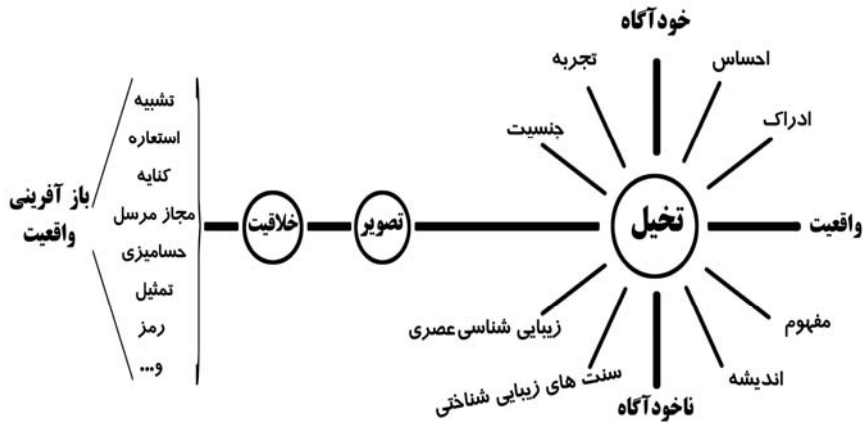 خودآگاه
احساس
تجربه
ادراک
جنسیت
واقعیت
تخیل
تصویر
خلاقیت
مفهوم
زیبایی شناسی عصری
اندیشه
سنت های زیبایی شناختی
ناخودآگاه
تشبیه
استعاره
کنایه
مجاز مرسل
حسامیزی
تمثیل
رمز
و...
باز آفرینی
واقعیت